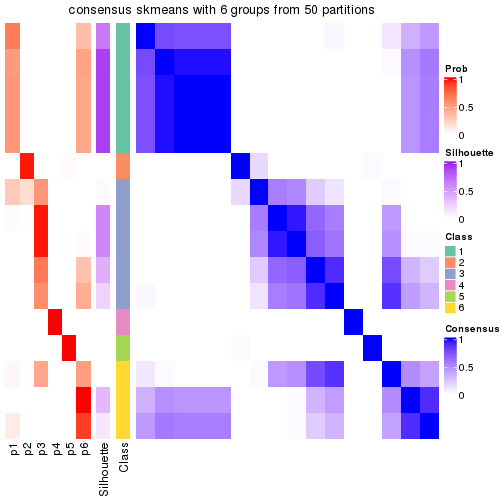 consensus skmeans with 6 groups from 50 partitions
Prob
1
0.5
0
Silhouette
1
0.5
0
Class
1
2
3
4
5
6
Consensus
1
0.5
0
p1
p2
p3
p4
p5
p6
Silhouette
Class